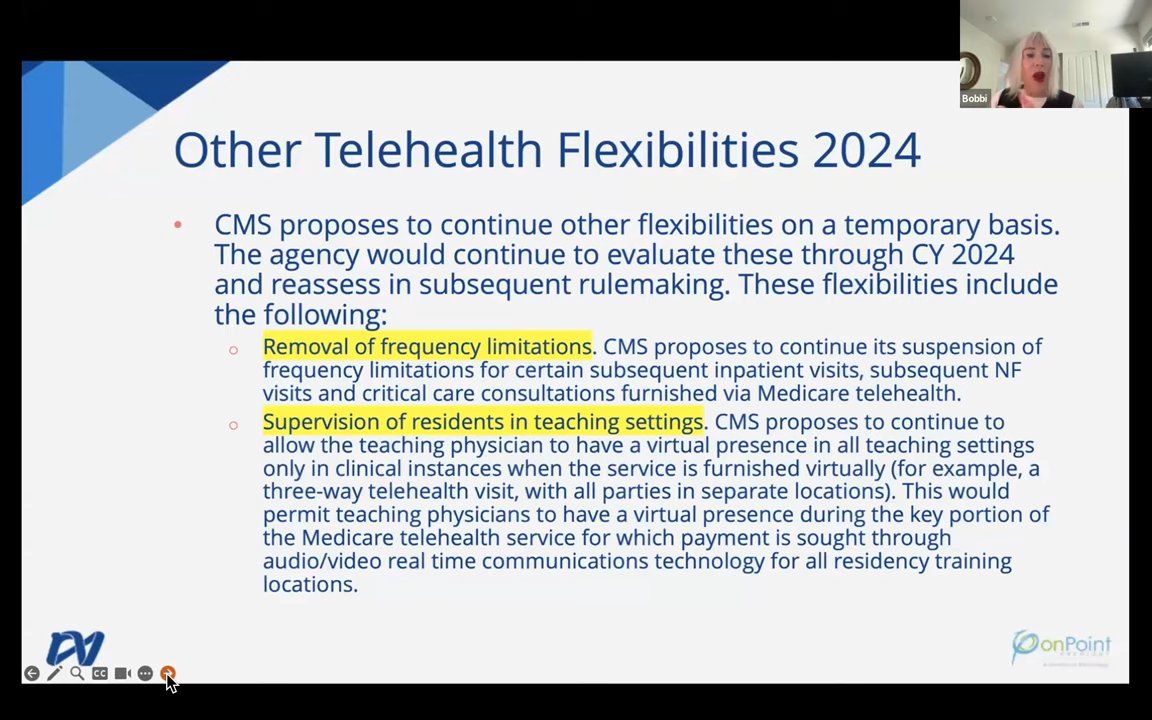 Bobbi
Other Telehealth Flexibilities 2024
• CMS proposes to continue other flexibilities on a temporary basis.
The agency would continue to evaluate these through CY 2024
and reassess in subsequent rulemaking. These flexibilities include
the following:
○ Removal of frequency limitations. CMS proposes to continue its suspension of
frequency limitations for certain subsequent inpatient visits, subsequent NF
visits and critical care consultations furnished via Medicare telehealth.
○ Supervision of residents in teaching settings. CMS proposes to continue to
allow the teaching physician to have a virtual presence in all teaching settings
only in clinical instances when the service is furnished virtually (for example, a
three-way telehealth visit, with all parties in separate locations). This would
permit teaching physicians to have a virtual presence during the key portion of
the Medicare telehealth service for which payment is sought through
audio/video real time communications technology for all residency training
locations.
onPoint
CC